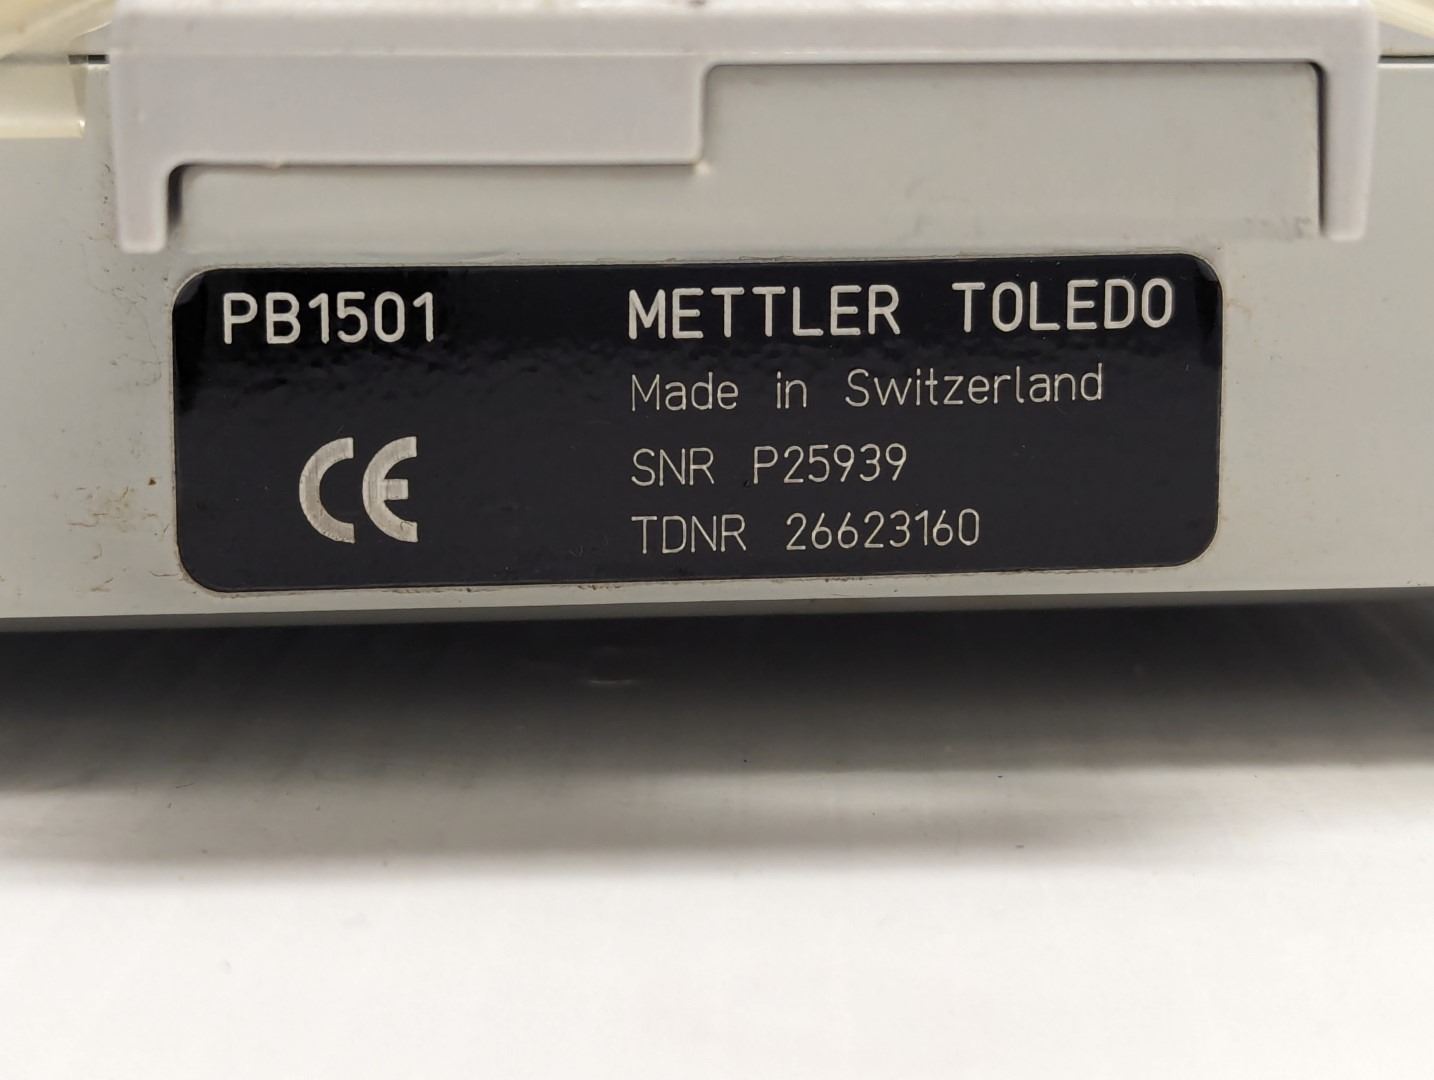 PB1501 METTLER TOLEDO
Made in Switzerland
CE SNR P25939
TDNR 26623160